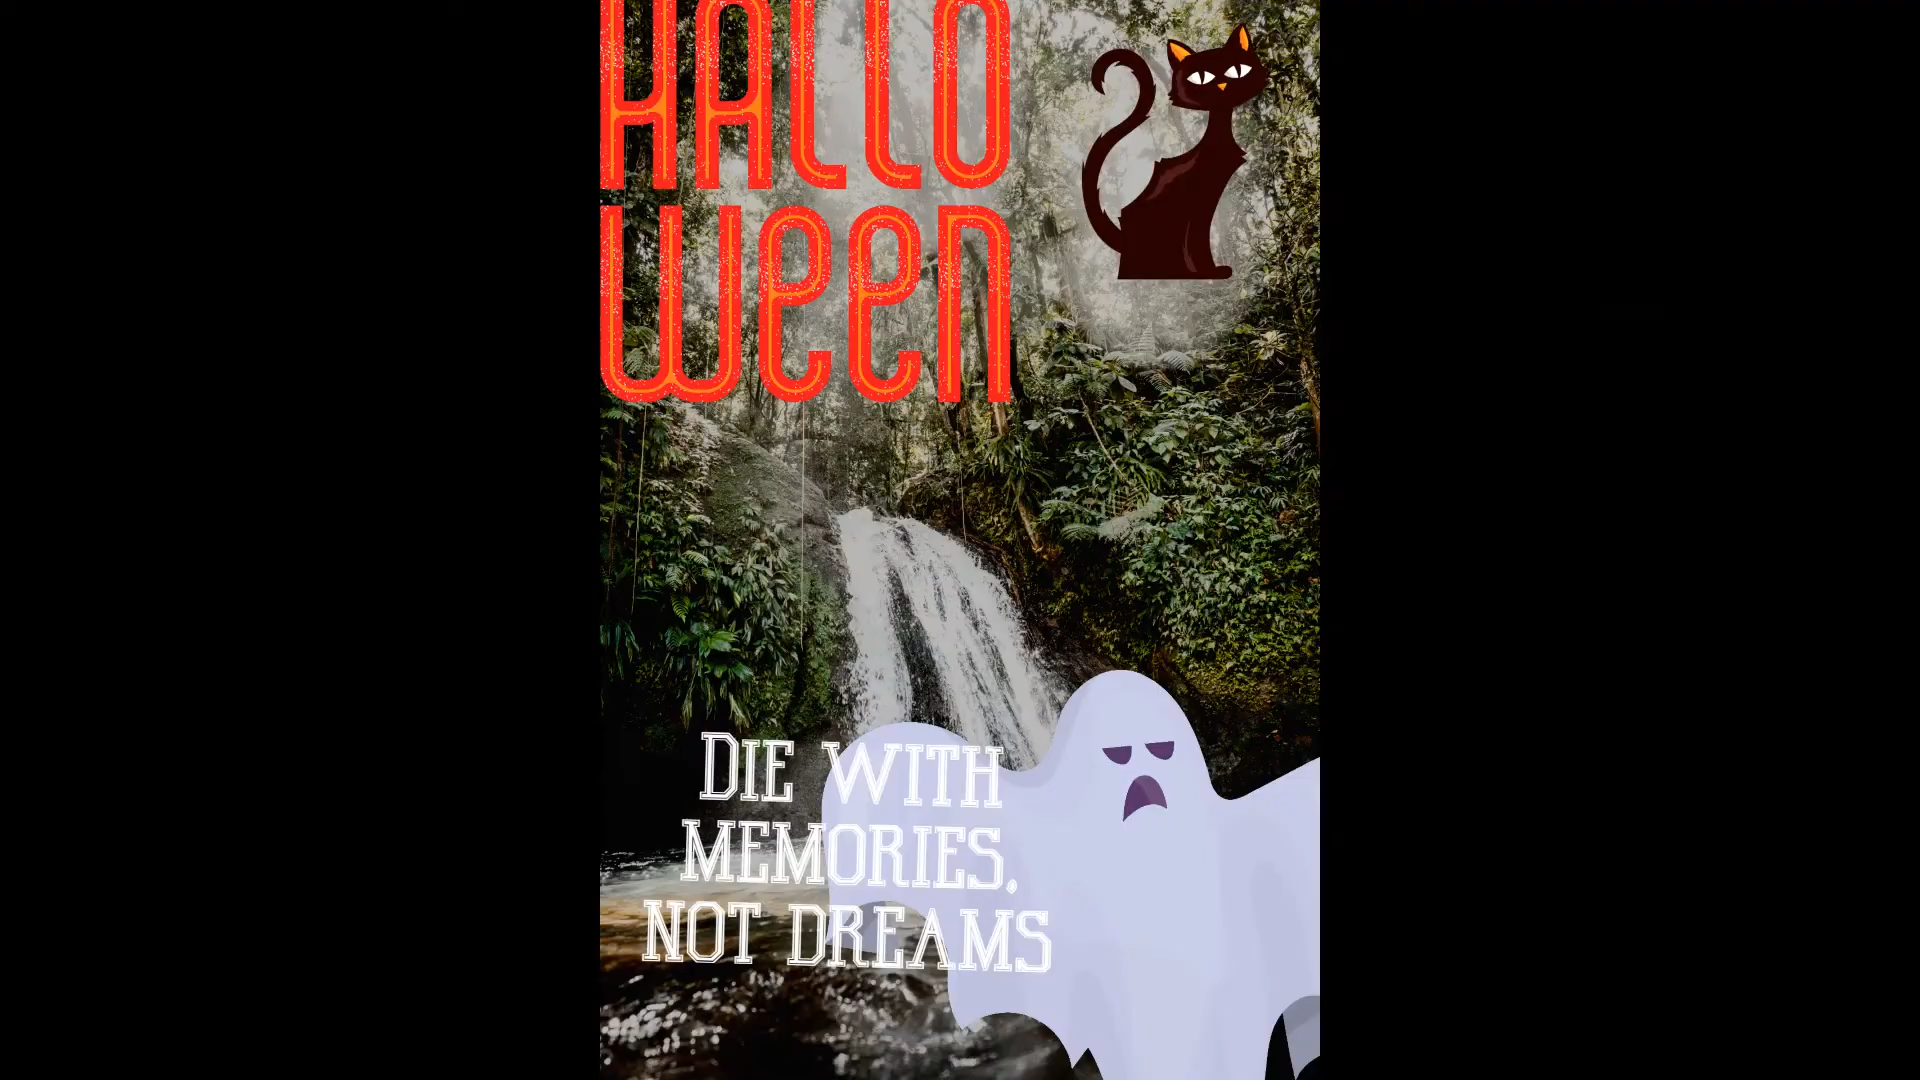 HALLO
ween
DIE WITH
MEMORIES,
NOT DREAMS